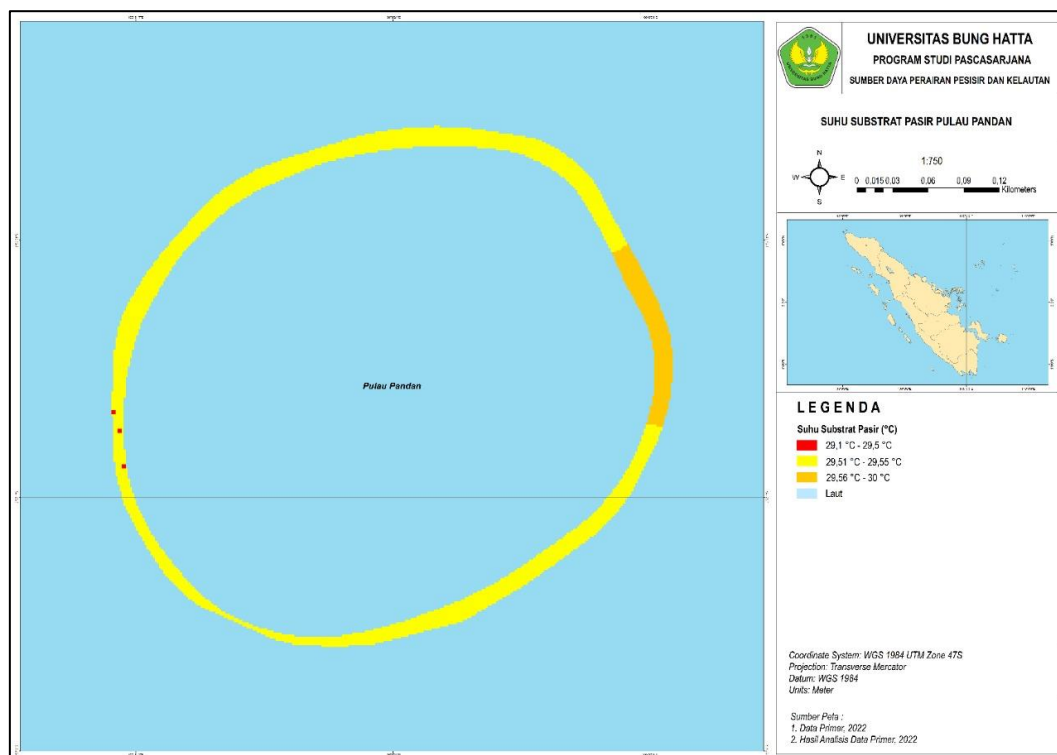 UNIVERSITAS BUNG HATTA
PROGRAM STUDI PASCASARJANA
SUMBER DAYA PERAIRAN PESISIR DAN KELAUTAN
SUHU SUBSTRAT PASIR PULAU PANDAN
N
W
E
S
1:750
0 0,015 0,03 0,06 0,09 0,12
Kilometers
Pulau Pandan
LEGENDA
Suhu Substrat Pasir (°C)
29,1 °C - 29,5 °C
29,51 °C - 29,55 °C
29,56 °C - 30 °C
Laut
Coordinate System: WGS 1984 UTM Zone 47S
Projection: Transverse Mercator
Datum: WGS 1984
Units: Meter
Sumber Peta :
1. Data Primer, 2022
2. Hasil Analisis Data Primer, 2022